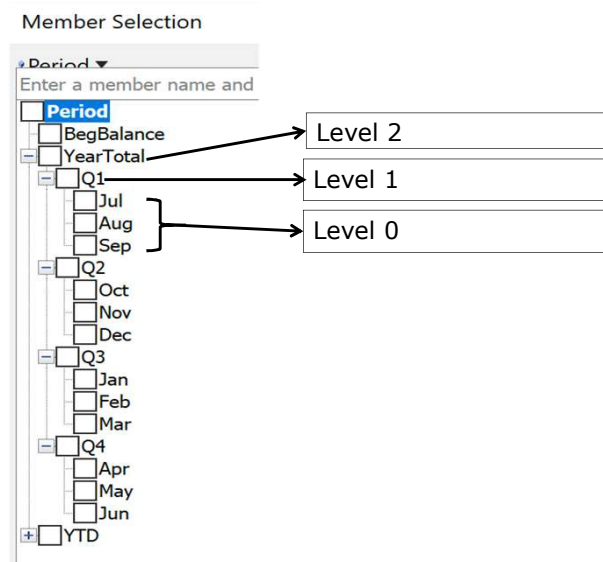 Member Selection
Period
Enter a member name and
Period
BegBalance
YearTotal
Q1
Jul
Aug
Sep
Q2
Oct
Nov
Dec
Q3
Jan
Feb
Mar
Q4
Apr
May
Jun
YTD
Level 2
Level 1
Level 0